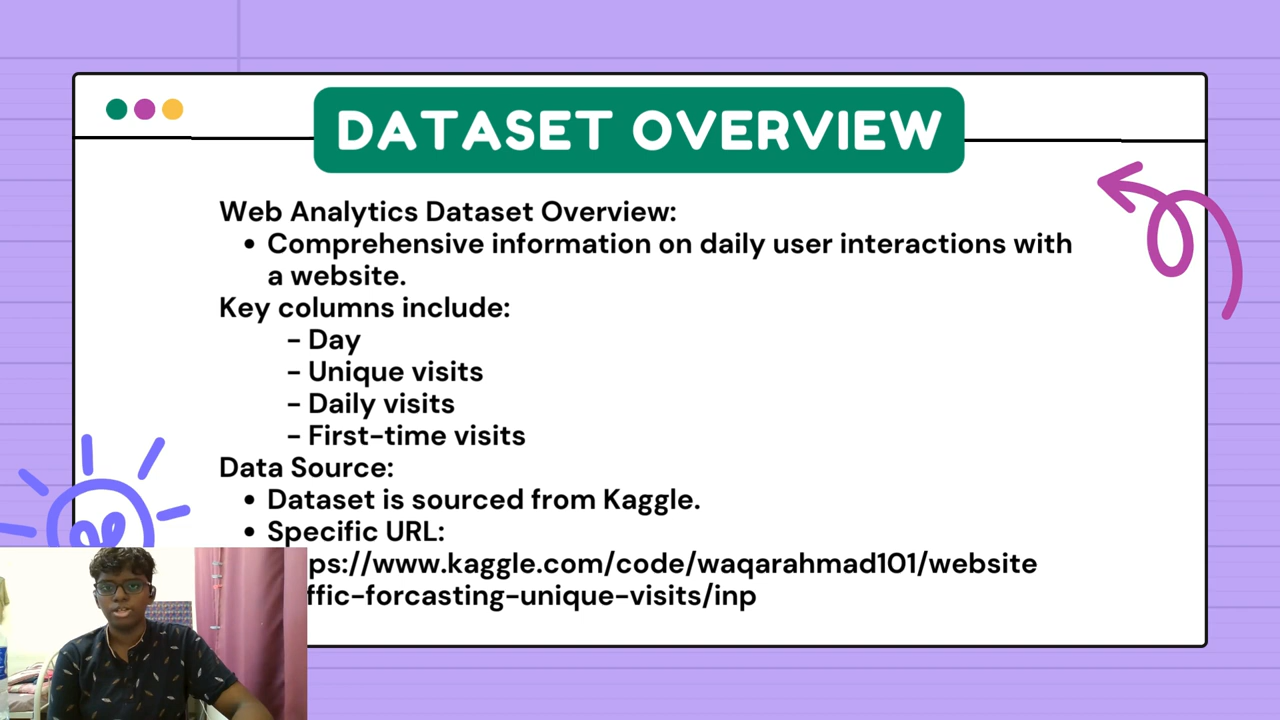 DATASET OVERVIEW
Web Analytics Dataset Overview:
• Comprehensive information on daily user interactions with
a website.
Key columns include:
- Day
- Unique visits
- Daily visits
- First-time visits
Data Source:
• Dataset is sourced from Kaggle.
• Specific URL:
ps://www.kaggle.com/code/waqarahmad101/website
ffic-forcasting-unique-visits/inp